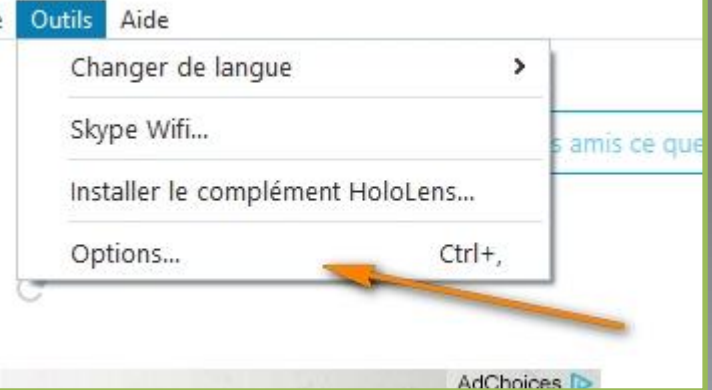 Outils Aide
Changer de langue
Skype Wifi...
s amis ce que
Installer le complément HoloLens...
Options... Ctrl+,
AdChoices